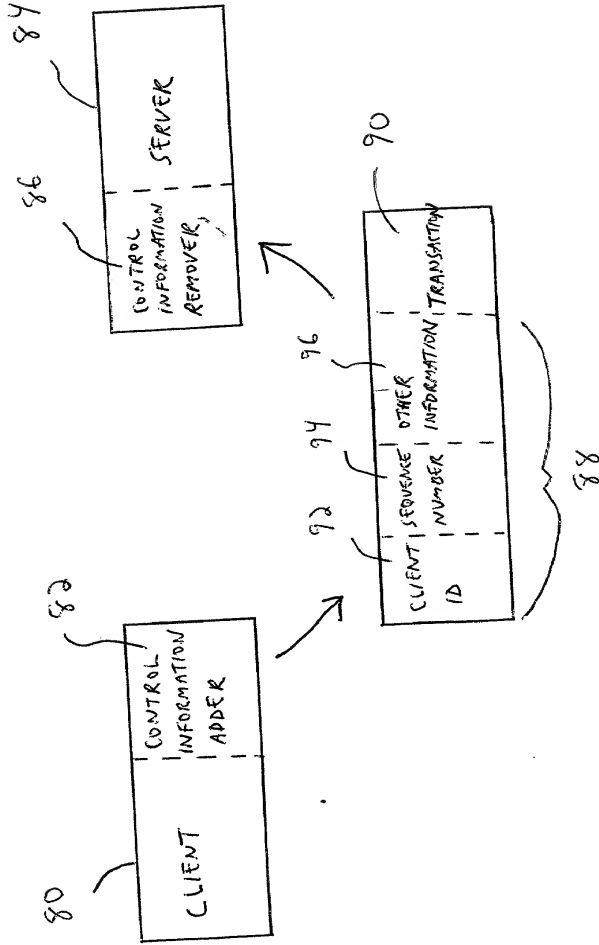 80
82
CLIENT
CONTROL
INFORMATION
ADDER
92
94
96
90
CLIENT
ID
SEQUENCE
NUMBER
OTHER
INFORMATION
TRANSACTION
88
86
84
CONTROL
INFORMATION
REMOVER,
SERVER